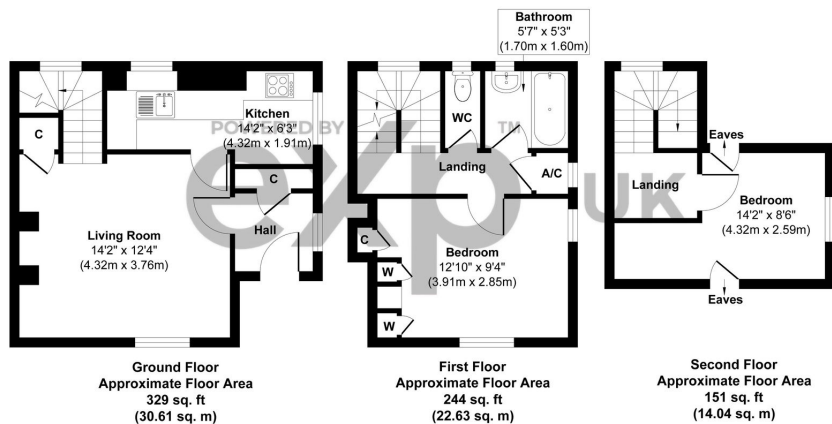 Bathroom
5'7" x 5'3"
(1.70m x 1.60m)
Kitchen
14'2" x 6'3"
(4.32m x 1.91m)
C
C
Living Room
14'2" x 12'4"
(4.32m x 3.76m)
Hall
WC
Landing
A/C
Bedroom
12'10" x 9'4"
(3.91m x 2.85m)
C
W
W
Eaves
Landing
Bedroom
14'2" x 8'6"
(4.32m x 2.59m)
Eaves
POWERED BY
TM
exp UK
Ground Floor
Approximate Floor Area
329 sq. ft
(30.61 sq. m)
First Floor
Approximate Floor Area
244 sq. ft
(22.63 sq. m)
Second Floor
Approximate Floor Area
151 sq. ft
(14.04 sq. m)